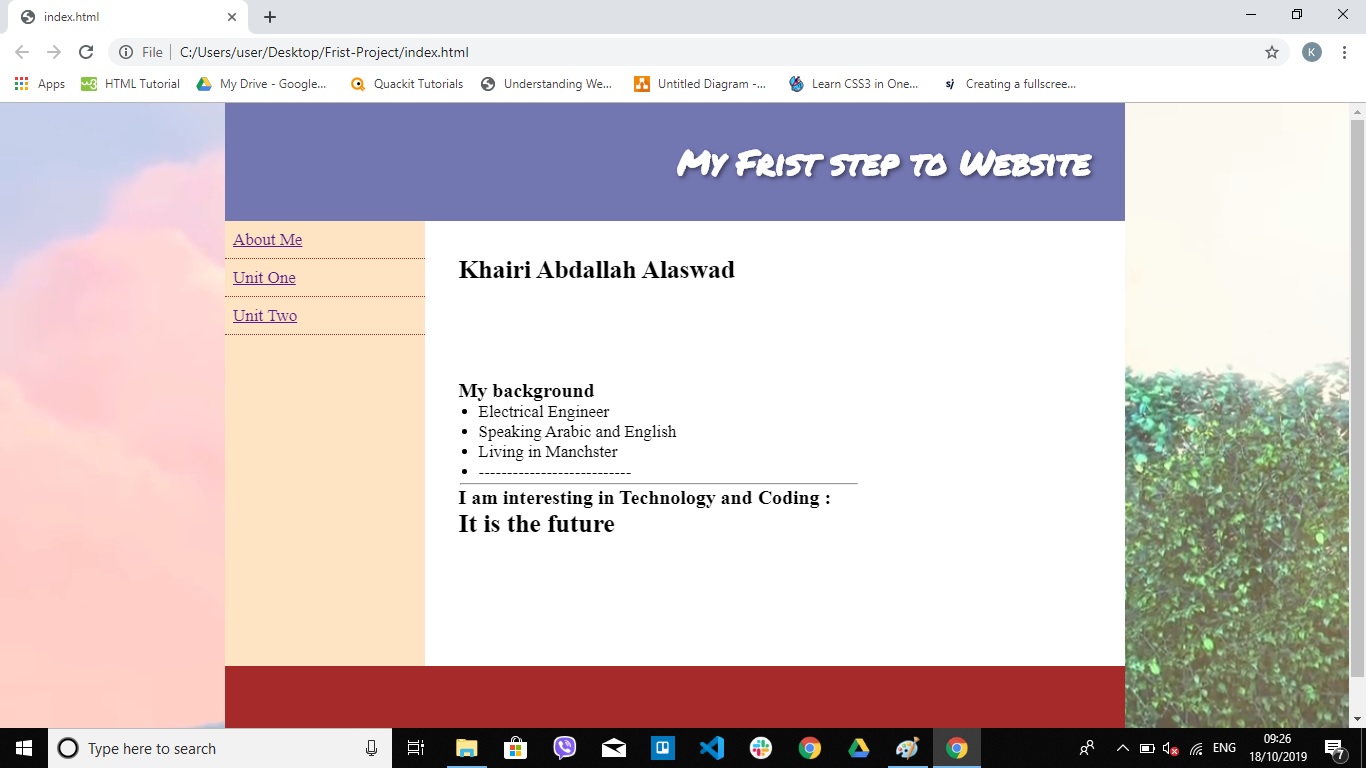 index.html
File
C:/Users/user/Desktop/Frist-Project/index.html
K
Apps
HTML Tutorial
My Drive - Google...
Quackit Tutorials
Understanding We...
Untitled Diagram -...
Learn CSS3 in One...
Creating a fullscree...
My Frist step to Website
About Me
Unit One
Unit Two
Khairi Abdallah Alaswad
My background
Electrical Engineer
Speaking Arabic and English
Living in Manchster
---------------------------
I am interesting in Technology and Coding :
It is the future
Type here to search
ENG
09:26
18/10/2019
7